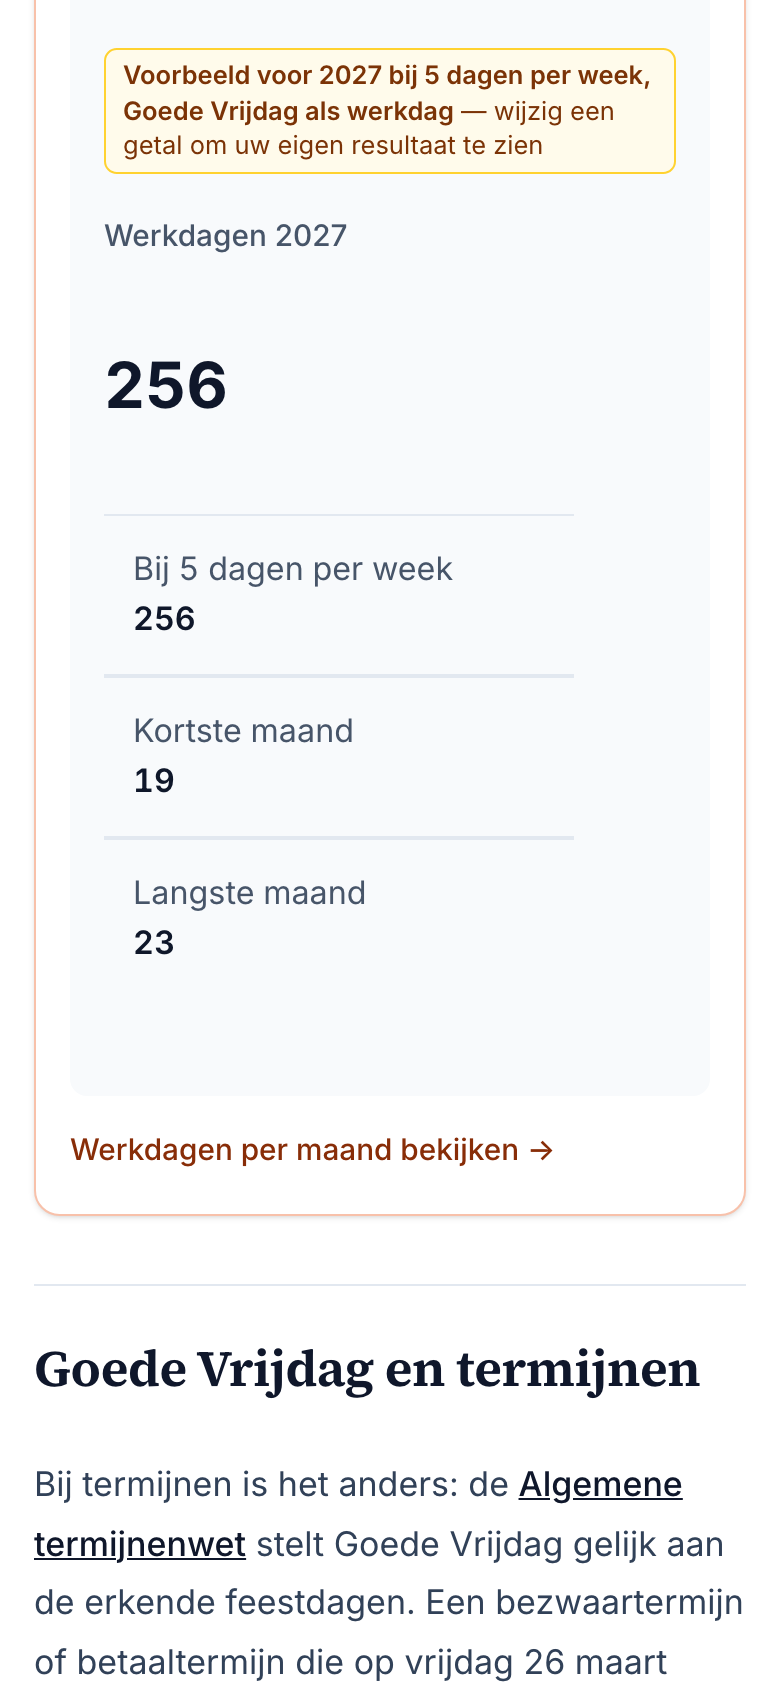 Voorbeeld voor 2027 bij 5 dagen per week,
Goede Vrijdag als werkdag — wijzig een
getal om uw eigen resultaat te zien
Werkdagen 2027
256
Bij 5 dagen per week
256
Kortste maand
19
Langste maand
23
Werkdagen per maand bekijken →
Goede Vrijdag en termijnen
Bij termijnen is het anders: de Algemene
termijnenwet stelt Goede Vrijdag gelijk aan
de erkende feestdagen. Een bezwaartermijn
of betaaltermijn die op vrijdag 26 maart